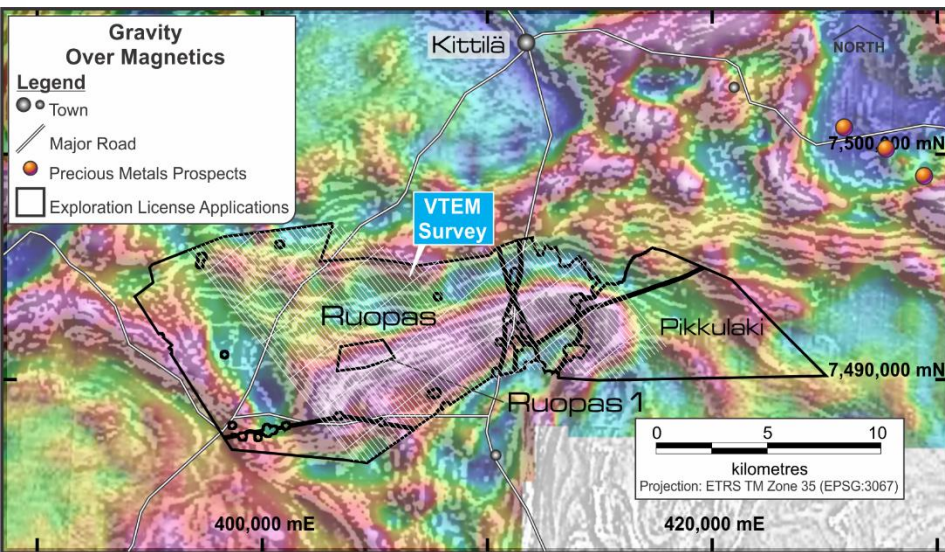 Gravity
Over Magnetics
Legend
Town
Major Road
Precious Metals Prospects
Exploration License Applications
Kittilä
NORTH
7,500,000 mN
VTEM
Survey
Ruopas
Pikkulaki
7,490,000 mN
Ruopas 1
0 5 10
kilometres
Projection: ETRS TM Zone 35 (EPSG:3067)
400,000 mE
420,000 mE